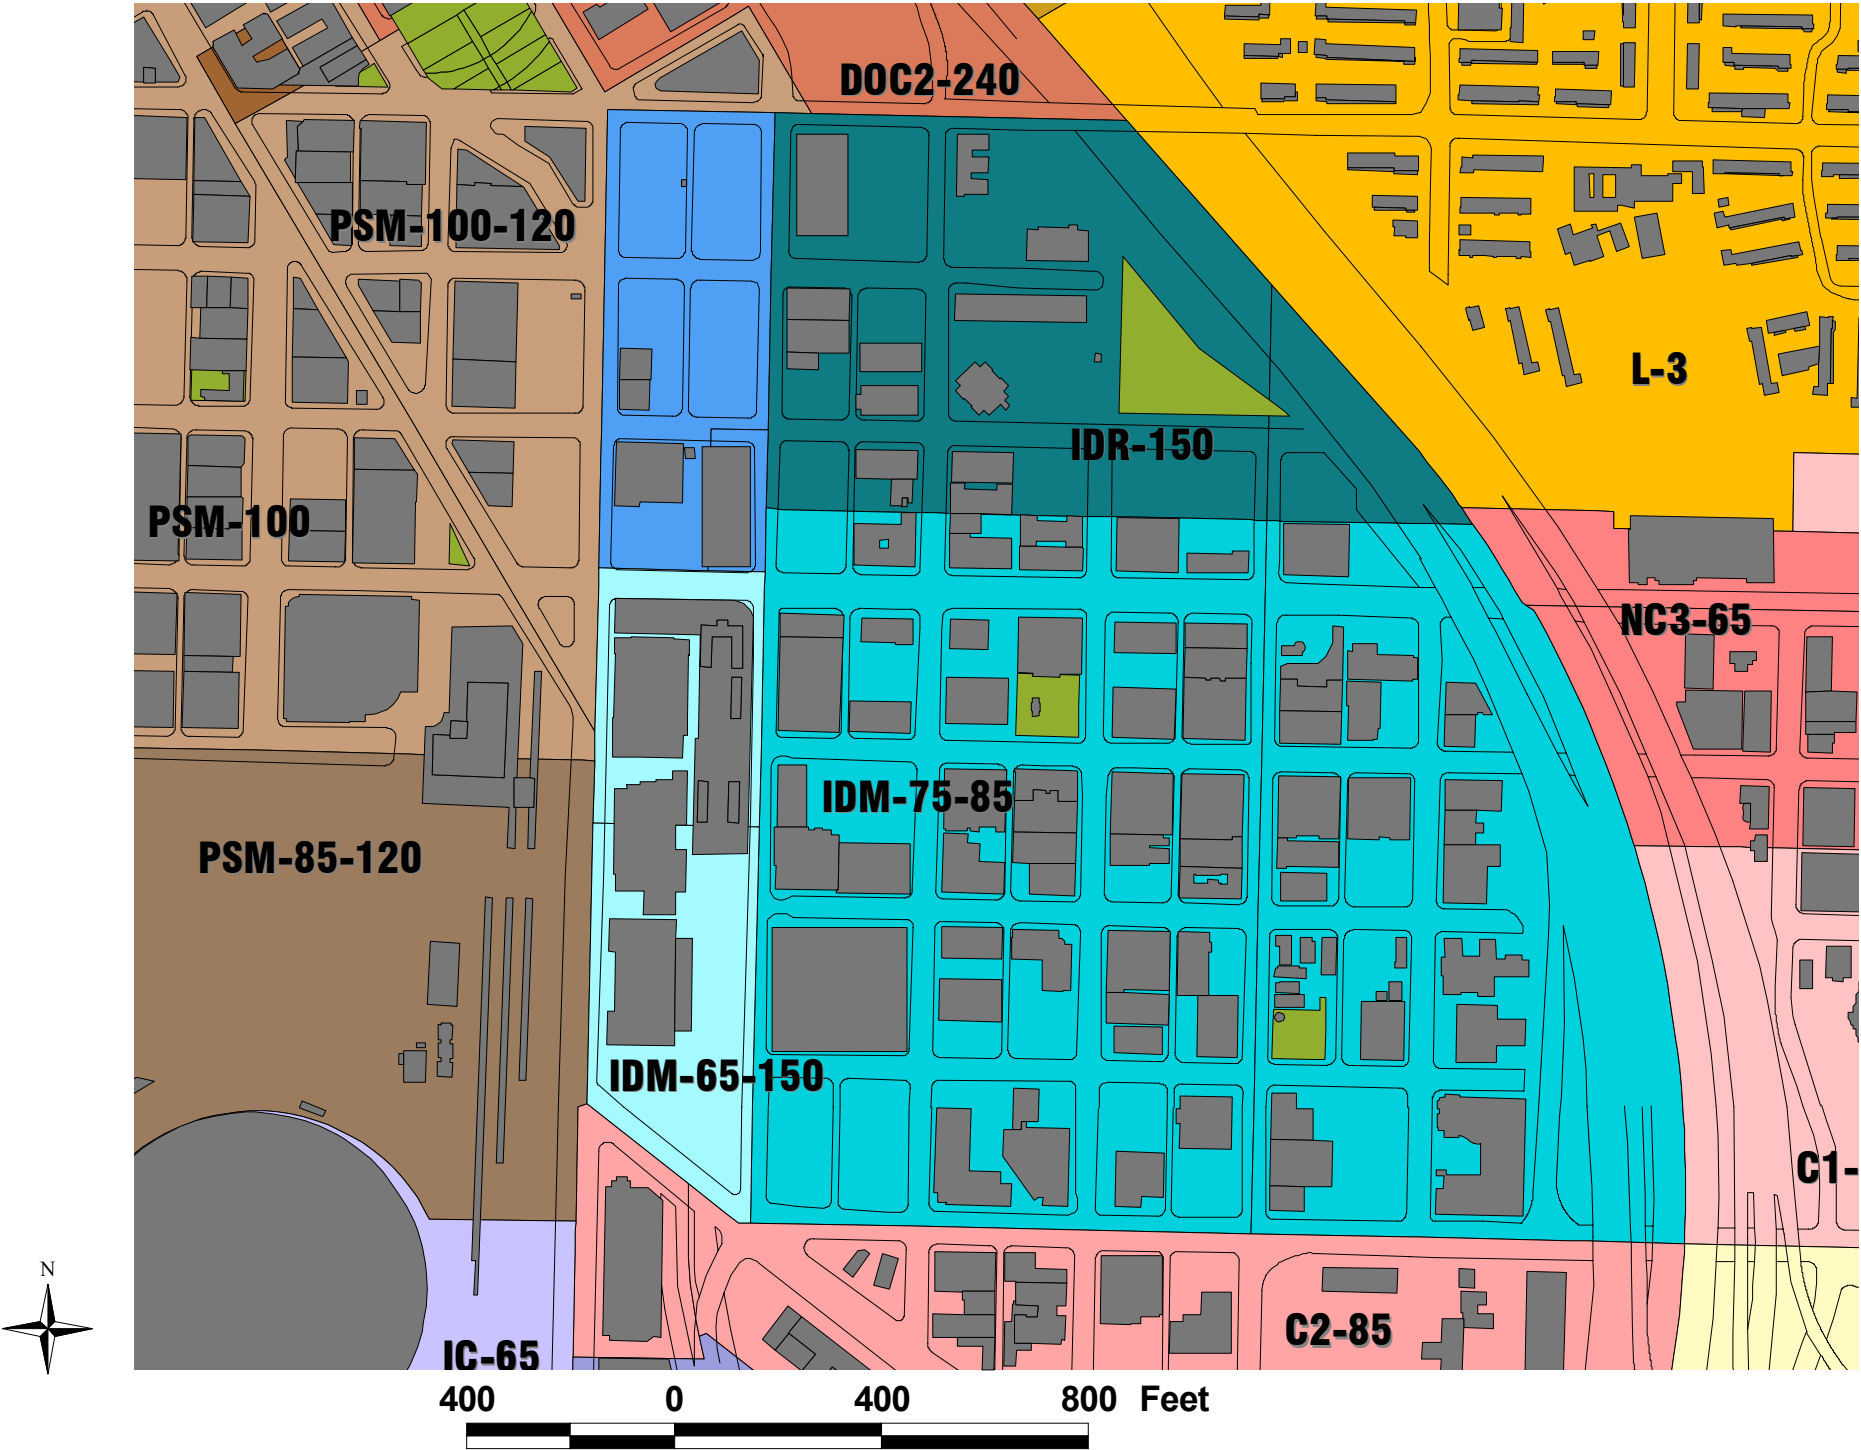 DOC2-240
PSM-100-120
L-3
IDR-150
PSM-100
NC3-65
IDM-75-85
PSM-85-120
IDM-65-150
C1-
C2-85
IC-65
N
400 0 400 800 Feet